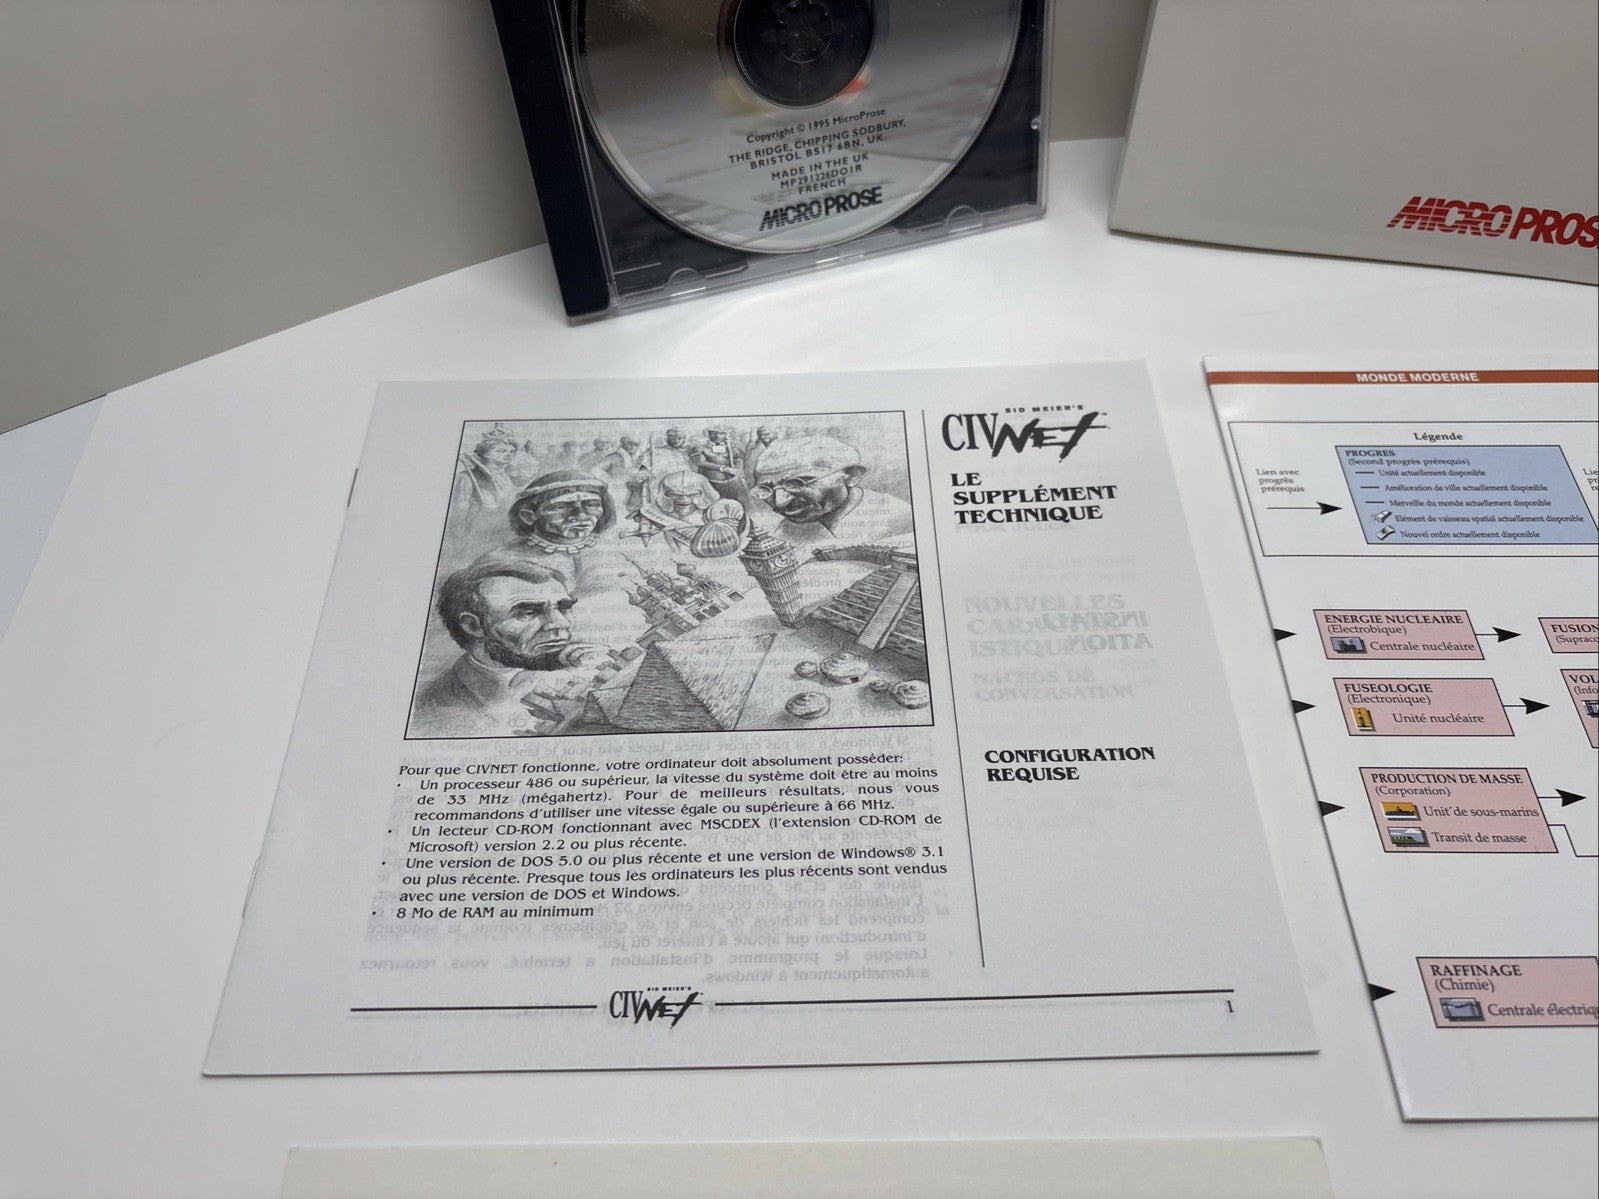 Copyright © 1995 MicroProse
THE RIDGE, CHIPPING SODBURY,
BRISTOL BS17 6BN, UK.
MADE IN THE UK
MP291226DO1R
FRENCH
MICROPROSE
MICROPROS
SID MEIER'S
CIVNET™
LE
SUPPLÉMENT
TECHNIQUE
CONFIGURATION
REQUISE
Pour que CIVNET fonctionne, votre ordinateur doit absolument posséder:
• Un processeur 486 ou supérieur, la vitesse du système doit être au moins
de 33 MHz (mégahertz). Pour de meilleurs résultats, nous vous
recommandons d'utiliser une vitesse égale ou supérieure à 66 MHz.
• Un lecteur CD-ROM fonctionnant avec MSCDEX (l'extension CD-ROM de
Microsoft) version 2.2 ou plus récente.
• Une version de DOS 5.0 ou plus récente et une version de Windows® 3.1
ou plus récente. Presque tous les ordinateurs les plus récents sont vendus
avec une version de DOS et Windows.
• 8 Mo de RAM au minimum
SID MEIER'S
CIVNET
1
MONDE MODERNE
Légende
Lien avec
progrès
prérequis
PROGRES
(Second progrès prérequis)
Unité actuellement disponible
Amélioration de ville actuellement disponible
Merveille du monde actuellement disponible
Elément de vaisseau spatial actuellement disponible
Nouvel ordre actuellement disponible
ENERGIE NUCLEAIRE
(Electrobique)
Centrale nucléaire
FUSION
(Supraco
FUSEOLOGIE
(Electronique)
Unité nucléaire
VOL
(Info
PRODUCTION DE MASSE
(Corporation)
Unit´de sous-marins
Transit de masse
RAFFINAGE
(Chimie)
Centrale électriq